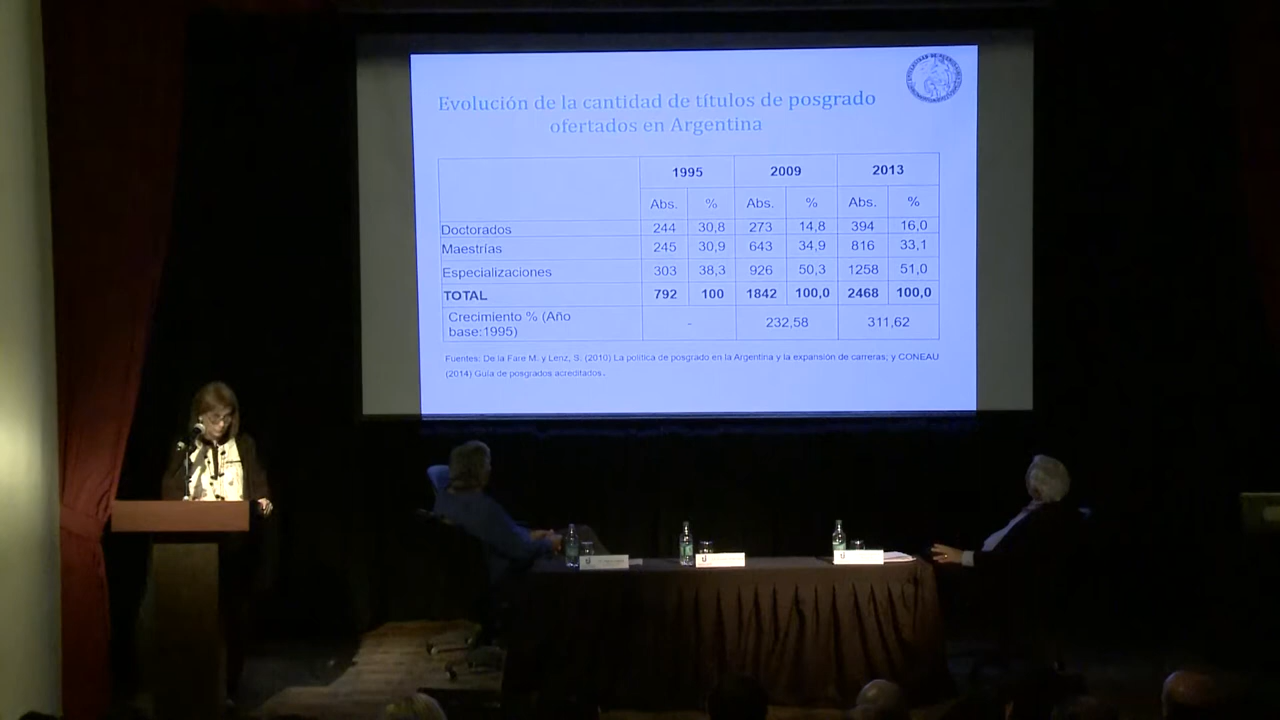 Evolución de la cantidad de títulos de posgrado
ofertados en Argentina
1995 2009 2013
Abs. % Abs. % Abs. %
Doctorados 244 30,8 273 14,8 394 16,0
Maestrías 245 30,9 643 34,9 816 33,1
Especializaciones 303 38,3 926 50,3 1258 51,0
TOTAL 792 100 1842 100,0 2468 100,0
Crecimiento % (Año
base:1995) - 232,58 311,62
Fuentes: De la Fare M. y Lenz, S. (2010) La política de posgrado en la Argentina y la expansión de carreras; y CONEAU
(2014) Guía de posgrados acreditados.